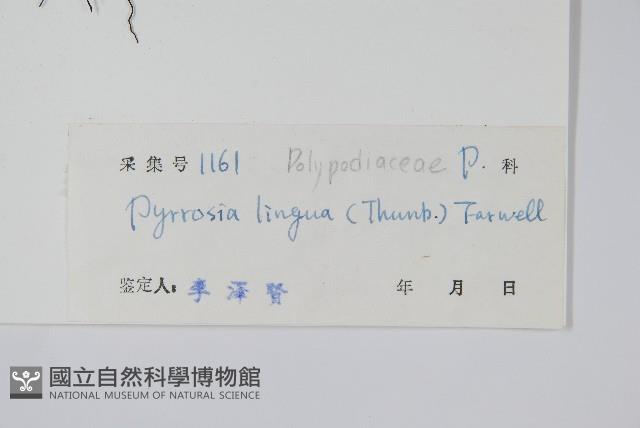 采集号 1161 Polypodiaceae P. 科
Pyrrosia lingua (Thunb.) Farwell
鉴定人: 李泽賢 年 月 日
國立自然科學博物館
NATIONAL MUSEUM OF NATURAL SCIENCE